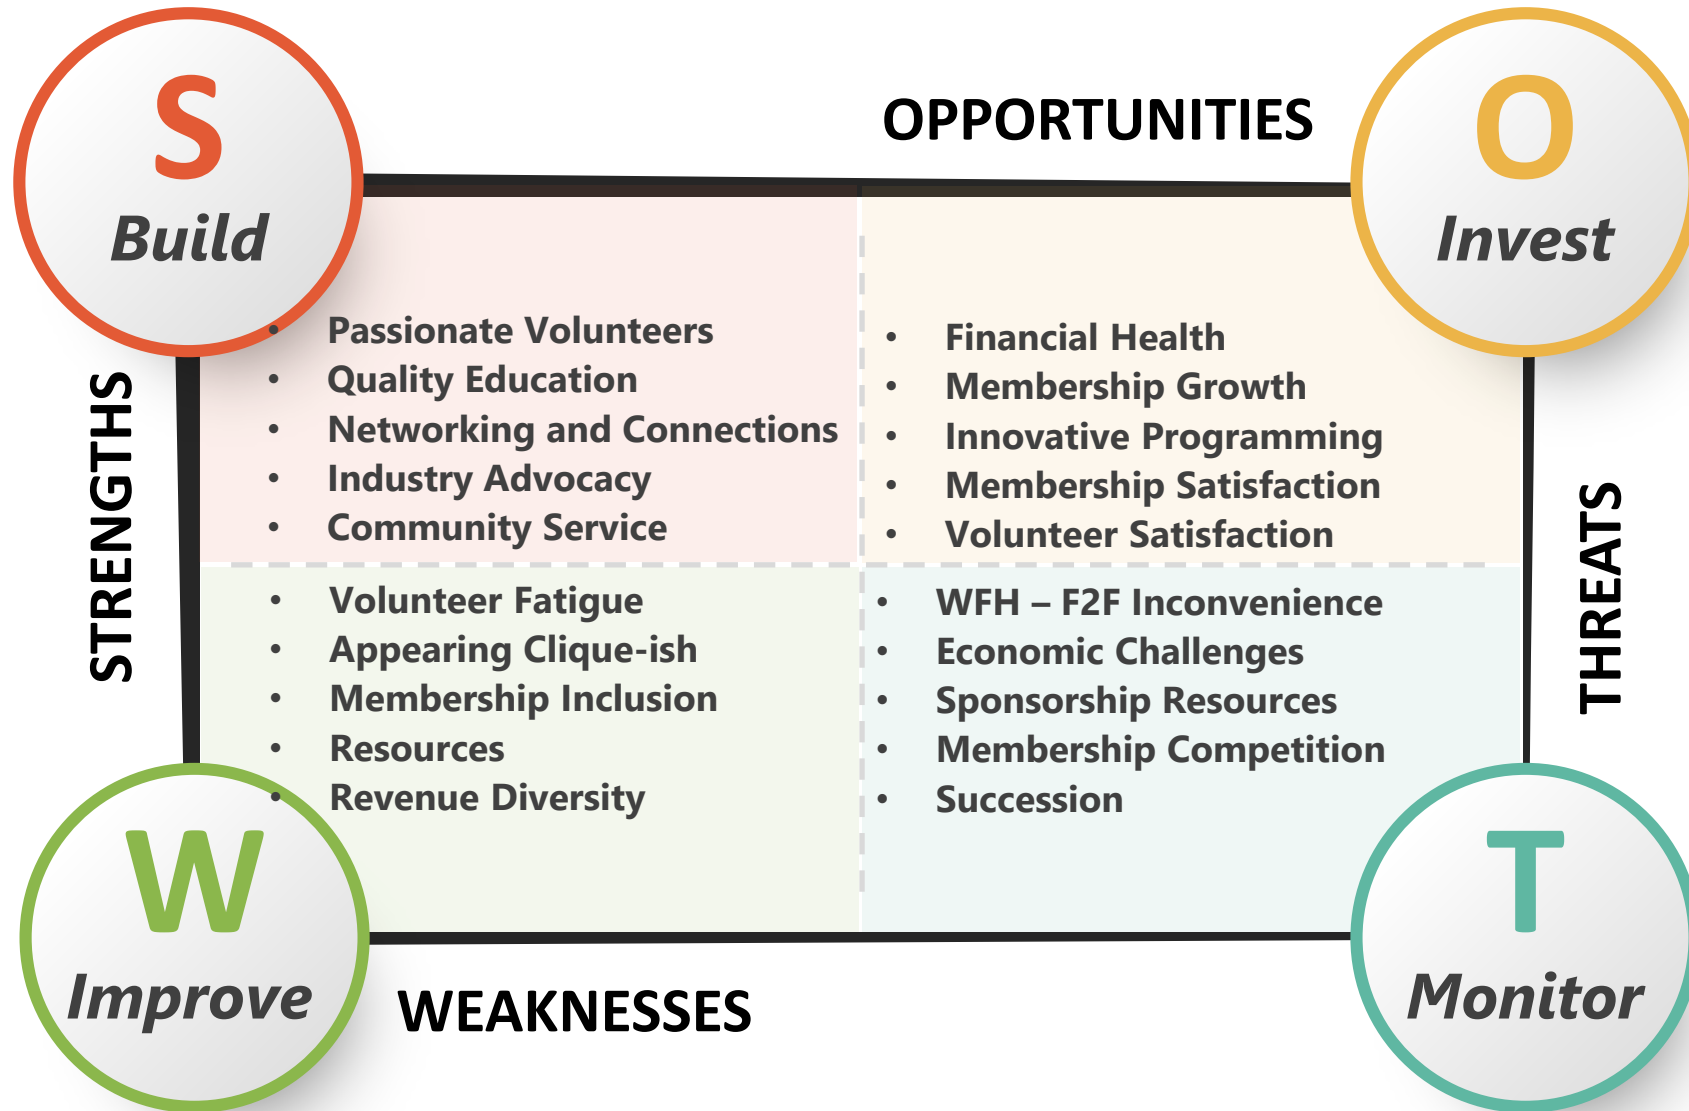 S
Build
STRENGTHS
• Passionate Volunteers
• Quality Education
• Networking and Connections
• Industry Advocacy
• Community Service
OPPORTUNITIES
O
Invest
• Financial Health
• Membership Growth
• Innovative Programming
• Membership Satisfaction
• Volunteer Satisfaction
W
Improve
WEAKNESSES
• Volunteer Fatigue
• Appearing Clique-ish
• Membership Inclusion
• Resources
• Revenue Diversity
THREATS
T
Monitor
• WFH – F2F Inconvenience
• Economic Challenges
• Sponsorship Resources
• Membership Competition
• Succession